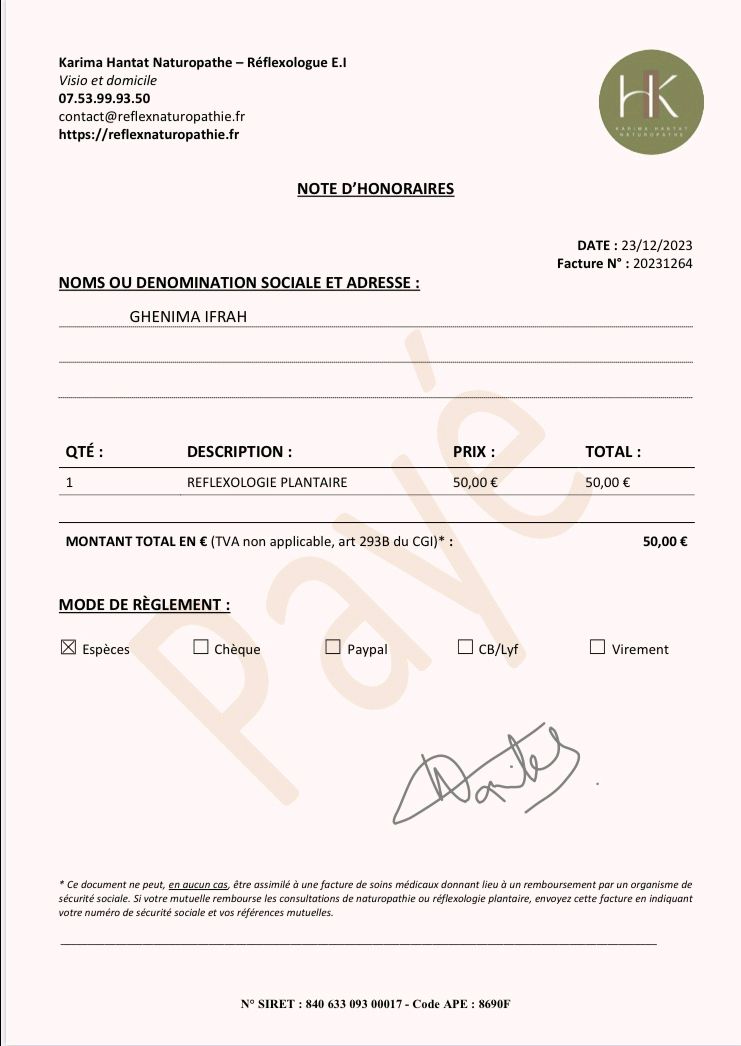 Karima Hantat Naturopathe – Réflexologue E.I
Visio et domicile
07.53.99.93.50
contact@reflexnaturopathie.fr
https://reflexnaturopathie.fr
HK
KARIMA HANTAT
NATUROPATHE
NOTE D’HONORAIRES
DATE : 23/12/2023
Facture N° : 20231264
NOMS OU DENOMINATION SOCIALE ET ADRESSE :
GHENIMA IFRAH
QTÉ : DESCRIPTION : PRIX : TOTAL :
1 REFLEXOLOGIE PLANTAIRE 50,00 € 50,00 €
MONTANT TOTAL EN € (TVA non applicable, art 293B du CGI)* : 50,00 €
MODE DE RÈGLEMENT :
☒ Espèces ☐ Chèque ☐ Paypal ☐ CB/Lyf ☐ Virement
Payé
* Ce document ne peut, en aucun cas, être assimilé à une facture de soins médicaux donnant lieu à un remboursement par un organisme de
sécurité sociale. Si votre mutuelle rembourse les consultations de naturopathie ou réflexologie plantaire, envoyez cette facture en indiquant
votre numéro de sécurité sociale et vos références mutuelles.
N° SIRET : 840 633 093 00017 - Code APE : 8690F